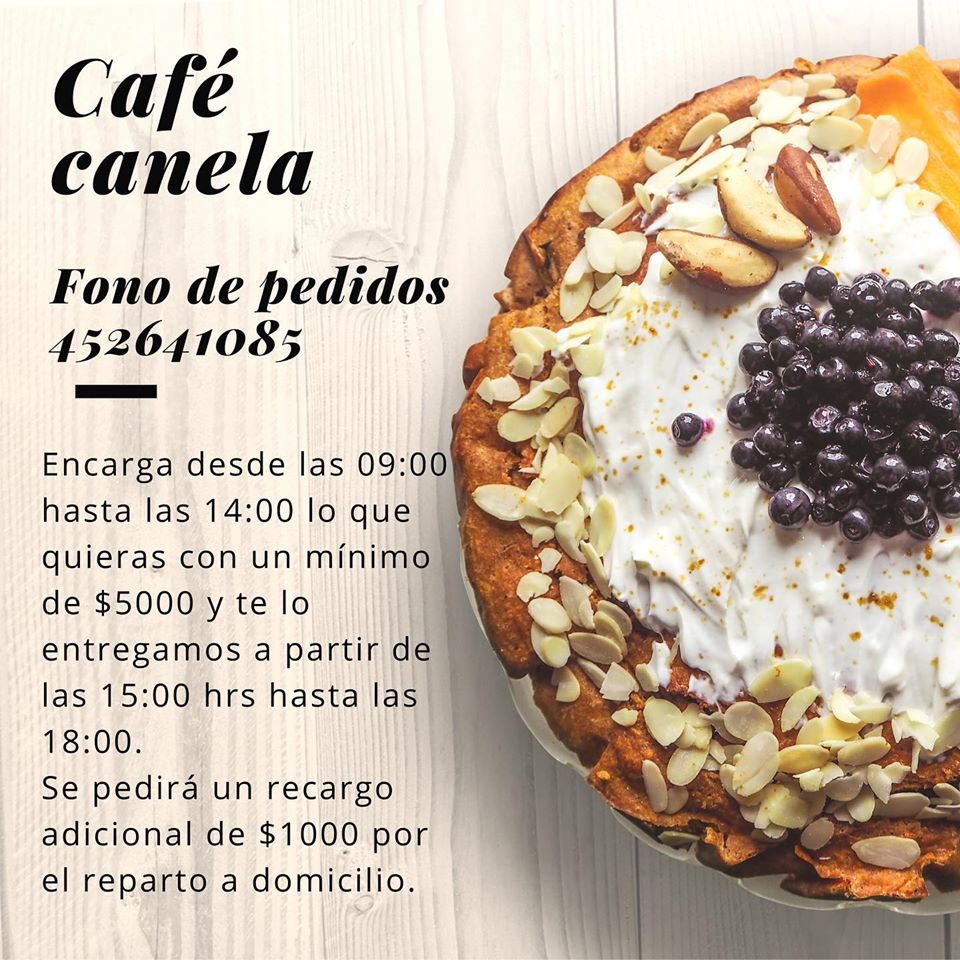 Café
canela
Fono de pedidos
452641085
Encarga desde las 09:00
hasta las 14:00 lo que
quieras con un mínimo
de $5000 y te lo
entregamos a partir de
las 15:00 hrs hasta las
18:00.
Se pedirá un recargo
adicional de $1000 por
el reparto a domicilio.